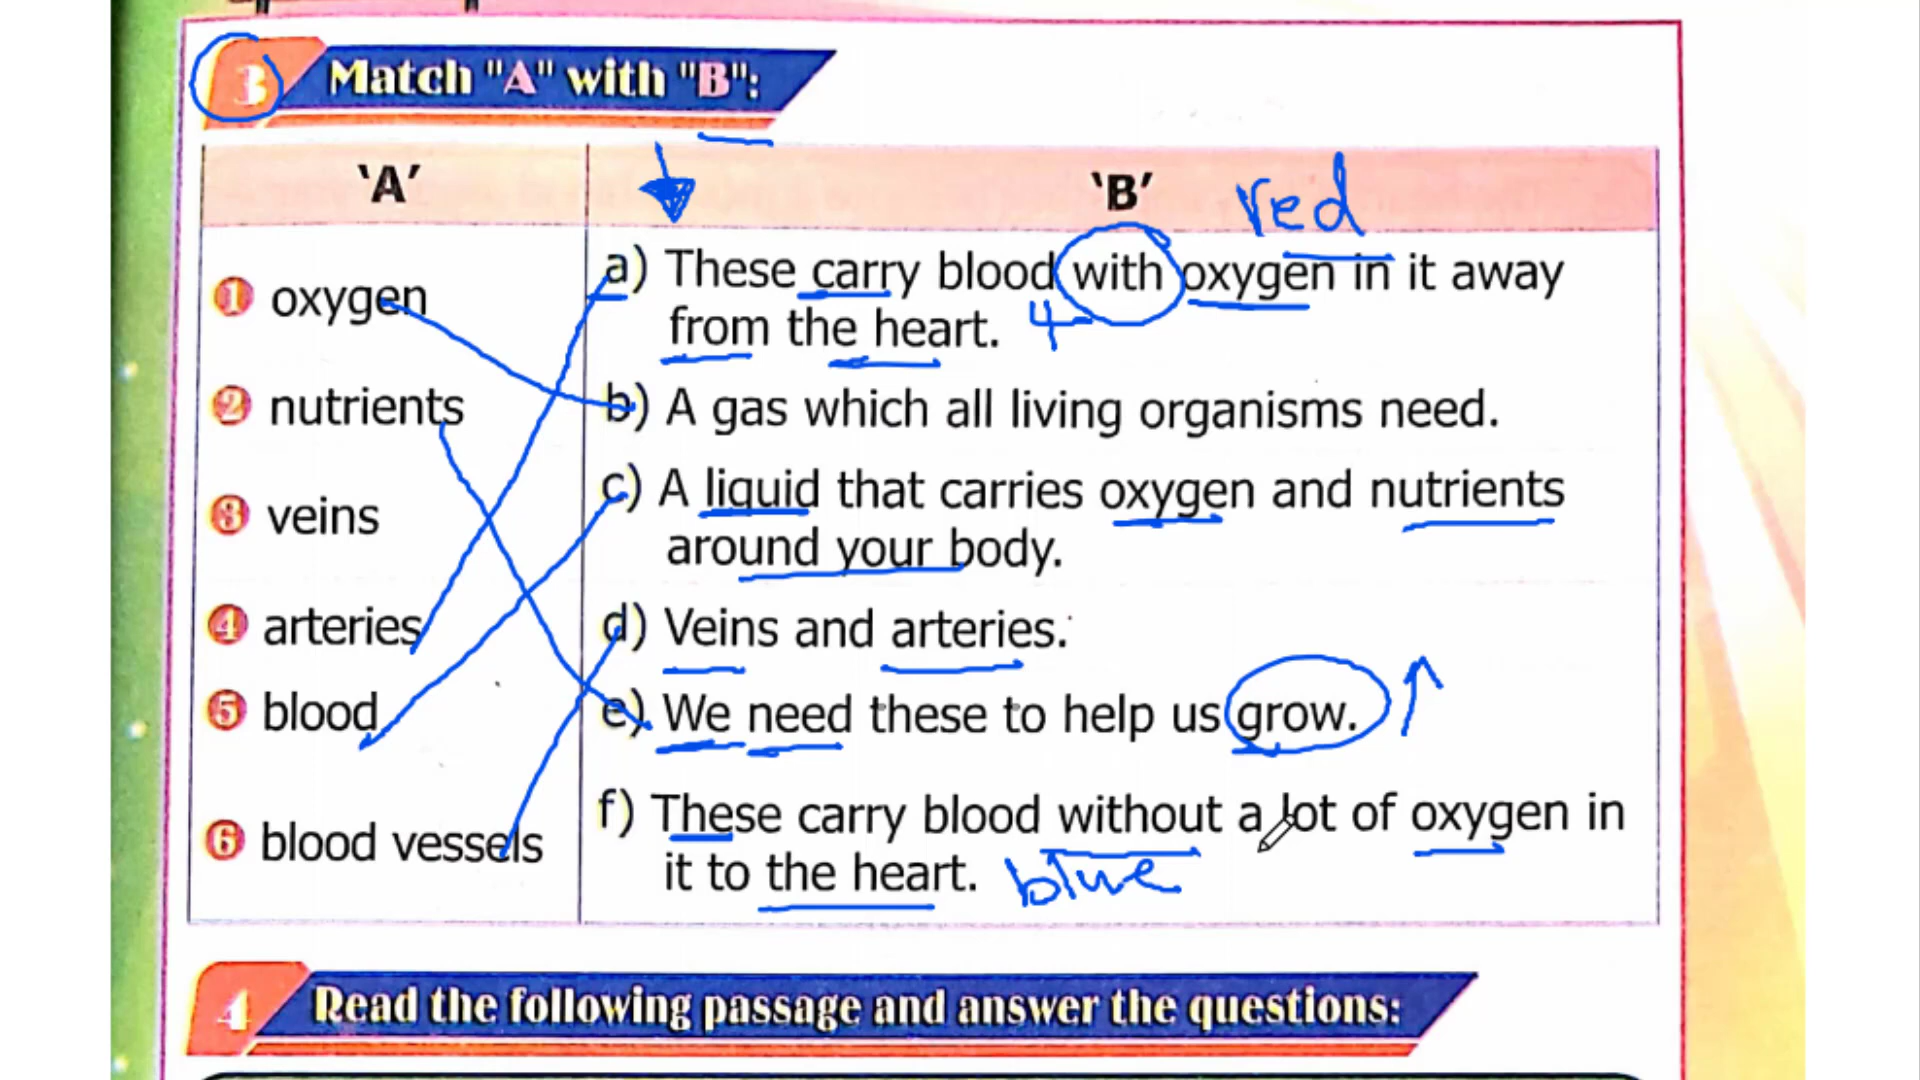 3 Match "A" with "B":
'A' 'B' red
1 oxygen
2 nutrients
3 veins
4 arteries
5 blood
6 blood vessels
a) These carry blood with oxygen in it away
from the heart. 4
b) A gas which all living organisms need.
c) A liquid that carries oxygen and nutrients
around your body.
d) Veins and arteries.
e) We need these to help us grow.
f) These carry blood without a lot of oxygen in
it to the heart. blue
4 Read the following passage and answer the questions: